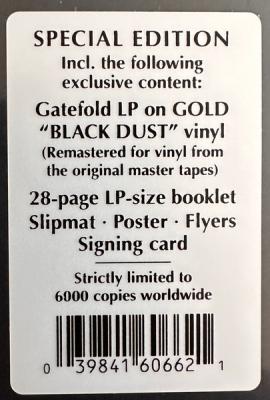 SPECIAL EDITION
Incl. the following
exclusive content:
Gatefold LP on GOLD
“BLACK DUST” vinyl
(Remastered for vinyl from
the original master tapes)
28-page LP-size booklet
Slipmat · Poster · Flyers
Signing card
Strictly limited to
6000 copies worldwide
0 39841 60662 1